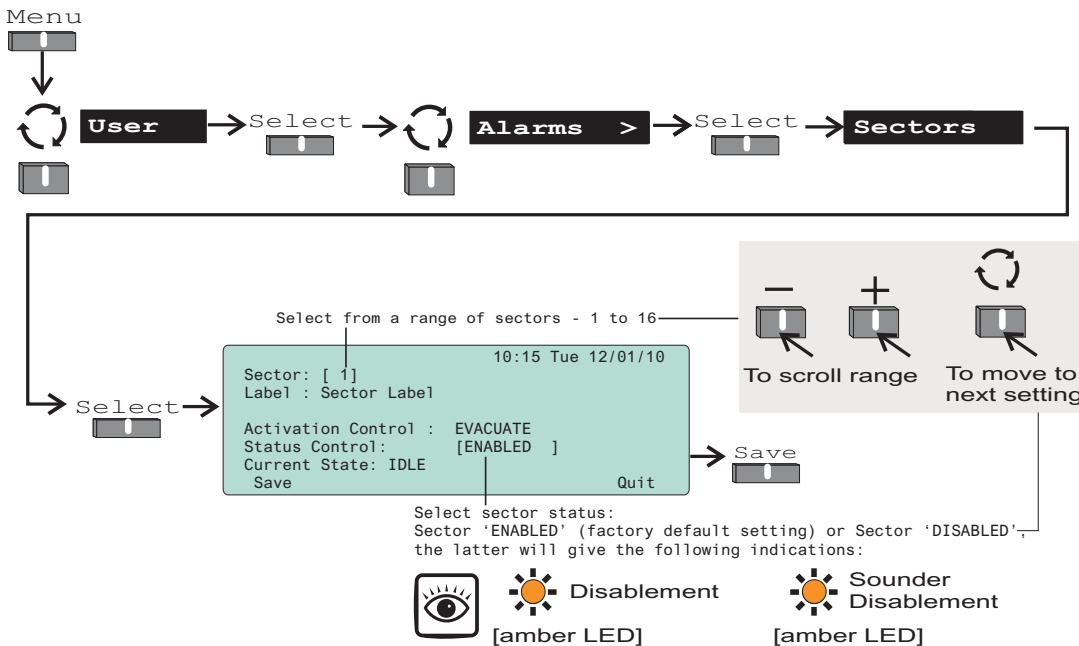 Menu
User
Select
Alarms >
Select
Sectors
Select from a range of sectors - 1 to 16
− +
To scroll range
To move to
next setting
Select
10:15 Tue 12/01/10
Sector: [ 1]
Label : Sector Label
Activation Control : EVACUATE
Status Control: [ENABLED ]
Current State: IDLE
Save Quit
Save
Select sector status:
Sector ‘ENABLED’ (factory default setting) or Sector ‘DISABLED’,
the latter will give the following indications:
Disablement
[amber LED]
Sounder
Disablement
[amber LED]